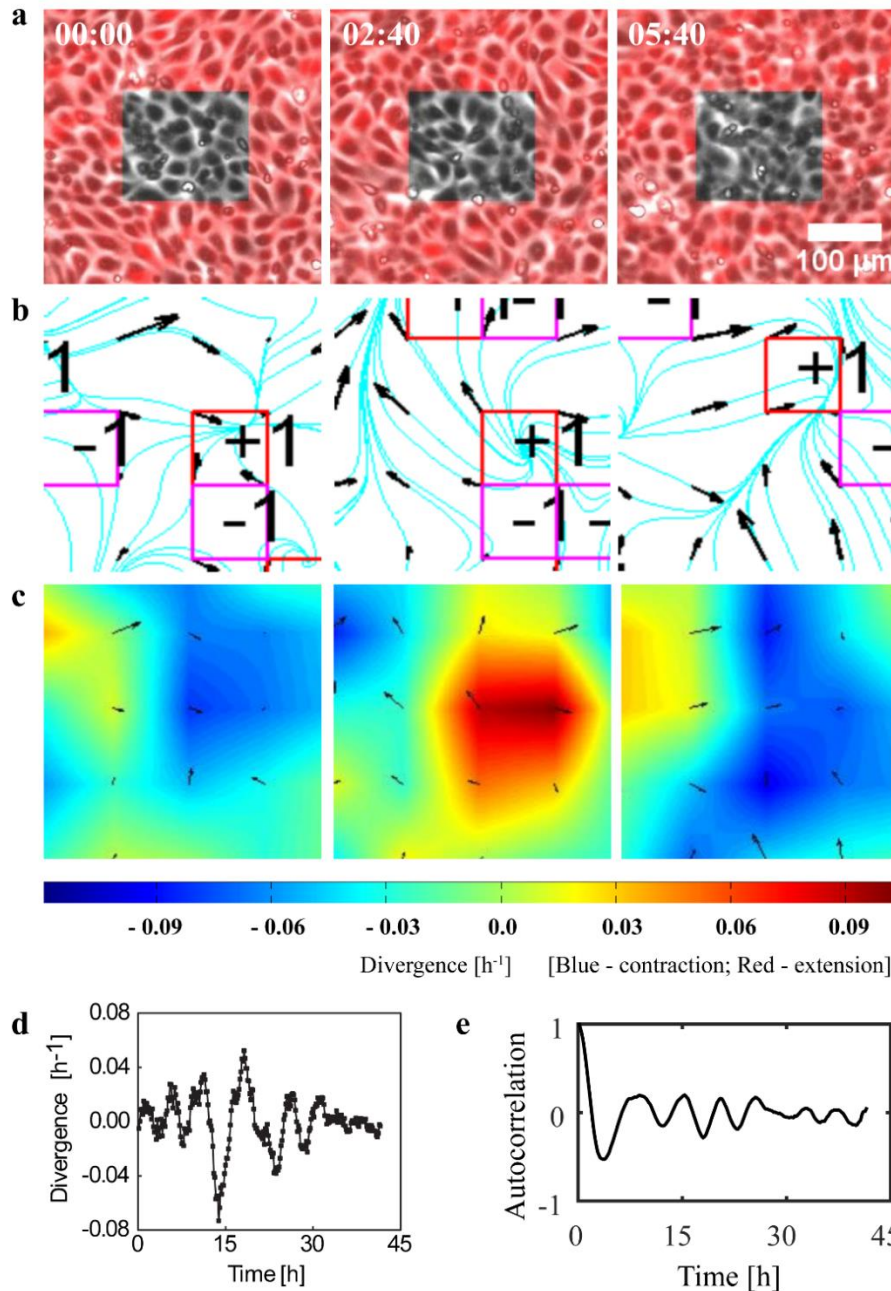 a
00:00 02:40 05:40
100 µm
b
1 -1 +1 -1
-1 +1 -1 -
-1 +1 -1
c
- 0.09 - 0.06 - 0.03 0.0 0.03 0.06 0.09
Divergence [h-1] [Blue - contraction; Red - extension]
d
0.08
0.04
0.00
-0.04
-0.08
Divergence [h-1]
0 15 30 45
Time [h]
e
1
0
-1
Autocorrelation
0 15 30 45
Time [h]